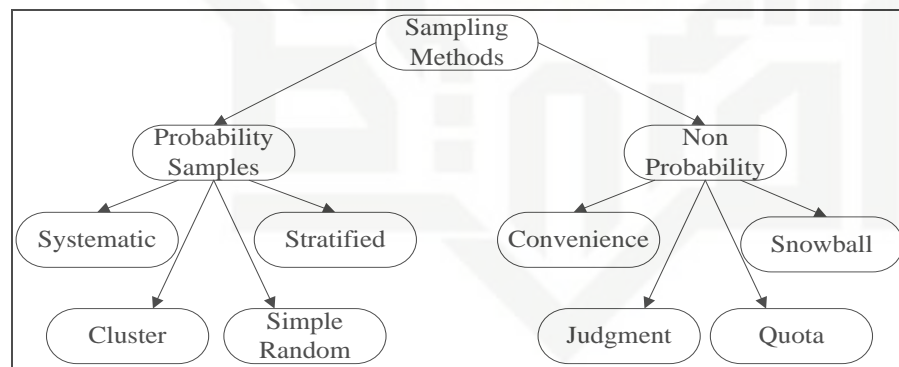 Sampling
Methods
Probability
Samples
Non
Probability
Systematic
Stratified
Convenience
Snowball
Cluster
Simple
Random
Judgment
Quota